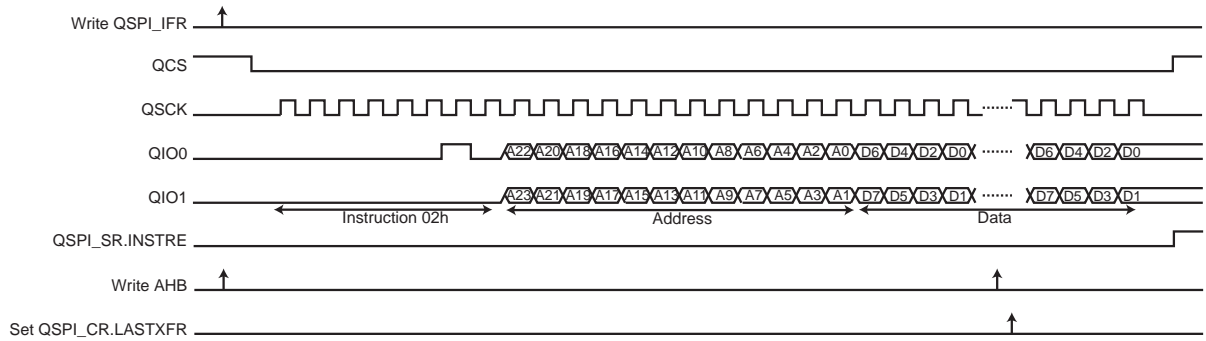 Write QSPI_IFR
QCS
QSCK
QIO0
A22 A20 A18 A16 A14 A12 A10 A8 A6 A4 A2 A0 D6 D4 D2 D0 D6 D4 D2 D0
QIO1
A23 A21 A19 A17 A15 A13 A11 A9 A7 A5 A3 A1 D7 D5 D3 D1 D7 D5 D3 D1
Instruction 02h Address Data
QSPI_SR.INSTRE
Write AHB
Set QSPI_CR.LASTXFR